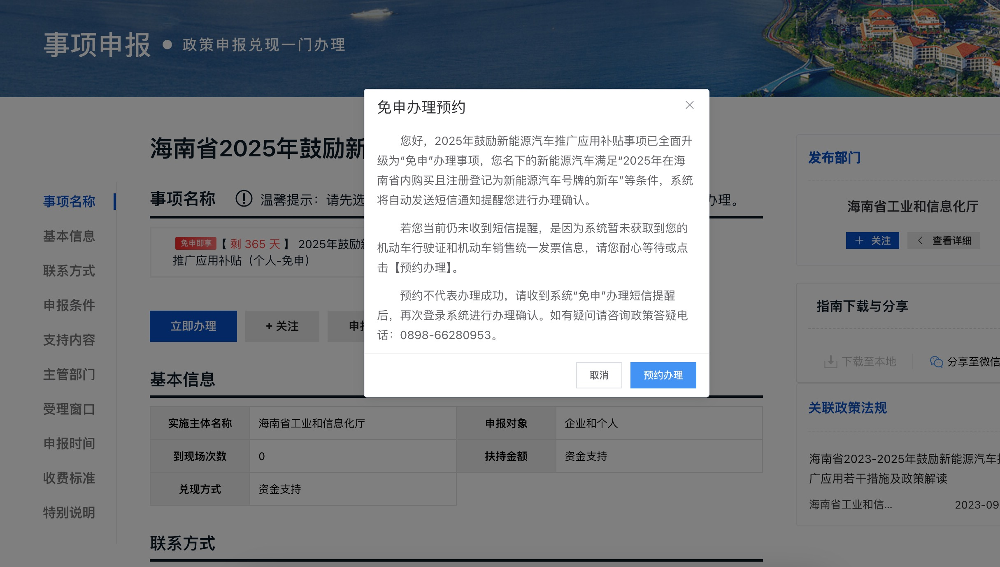 事项申报 ● 政策申报兑现一门办理
免申办理预约
您好，2025年鼓励新能源汽车推广应用补贴事项已全面升
级为“免申”办理事项，您名下的新能源汽车满足“2025年在海
南省内购买且注册登记为新能源汽车号牌的新车”等条件，系统
将自动发送短信通知提醒您进行办理确认。
若您当前仍未收到短信提醒，是因为系统暂未获取到您的
机动车行驶证和机动车销售统一发票信息，请您耐心等待或点
击【预约办理】。
预约不代表办理成功，请收到系统“免申”办理短信提醒
后，再次登录系统进行办理确认。如有疑问请咨询政策答疑电
话：0898-66280953。
取消
预约办理
事项名称
基本信息
联系方式
申报条件
支持内容
主管部门
受理窗口
申报时间
收费标准
特别说明
海南省2025年鼓励新
事项名称 温馨提示：请先选
办理。
免申即享 【 剩 365 天 】 2025年鼓励新
推广应用补贴（个人-免申）
立即办理
+ 关注
申报
基本信息
实施主体名称 海南省工业和信息化厅 申报对象 企业和个人
到现场次数 0 扶持金额 资金支持
兑现方式 资金支持
联系方式
发布部门
海南省工业和信息化厅
＋ 关注
< 查看详细
指南下载与分享
下载至本地
分享至微信
关联政策法规
海南省2023-2025年鼓励新能源汽车推
广应用若干措施及政策解读
海南省工业和信... 2023-09